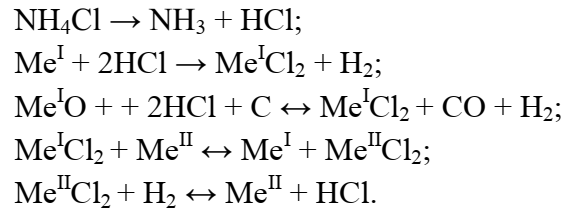 NH₄Cl → NH₃ + HCl;
Meᴵ + 2HCl → MeᴵCl₂ + H₂;
MeᴵO + + 2HCl + C ↔ MeᴵCl₂ + CO + H₂;
MeᴵCl₂ + Meᴵᴵ ↔ Meᴵ + MeᴵᴵCl₂;
MeᴵᴵCl₂ + H₂ ↔ Meᴵᴵ + HCl.